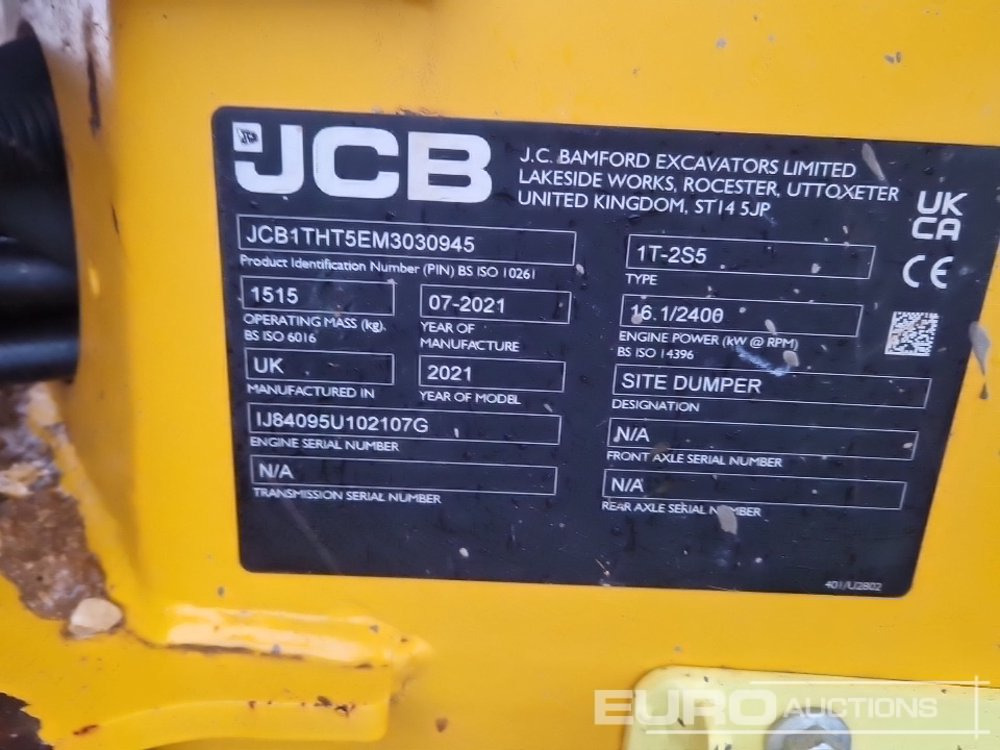 JCB
J.C. BAMFORD EXCAVATORS LIMITED
LAKESIDE WORKS, ROCESTER, UTTOXETER
UNITED KINGDOM, ST14 5JP
UK
CA
CE
JCB1THT5EM3030945
Product Identification Number (PIN) BS ISO 10261
1T-2S5
TYPE
1515
OPERATING MASS (kg)
BS ISO 6016
07-2021
YEAR OF
MANUFACTURE
16.1/2400
ENGINE POWER (kW @ RPM)
BS ISO 14396
UK
MANUFACTURED IN
2021
YEAR OF MODEL
SITE DUMPER
DESIGNATION
IJ84095U102107G
ENGINE SERIAL NUMBER
N/A
FRONT AXLE SERIAL NUMBER
N/A
TRANSMISSION SERIAL NUMBER
N/A
REAR AXLE SERIAL NUMBER
401/U2802
EURO AUCTIONS